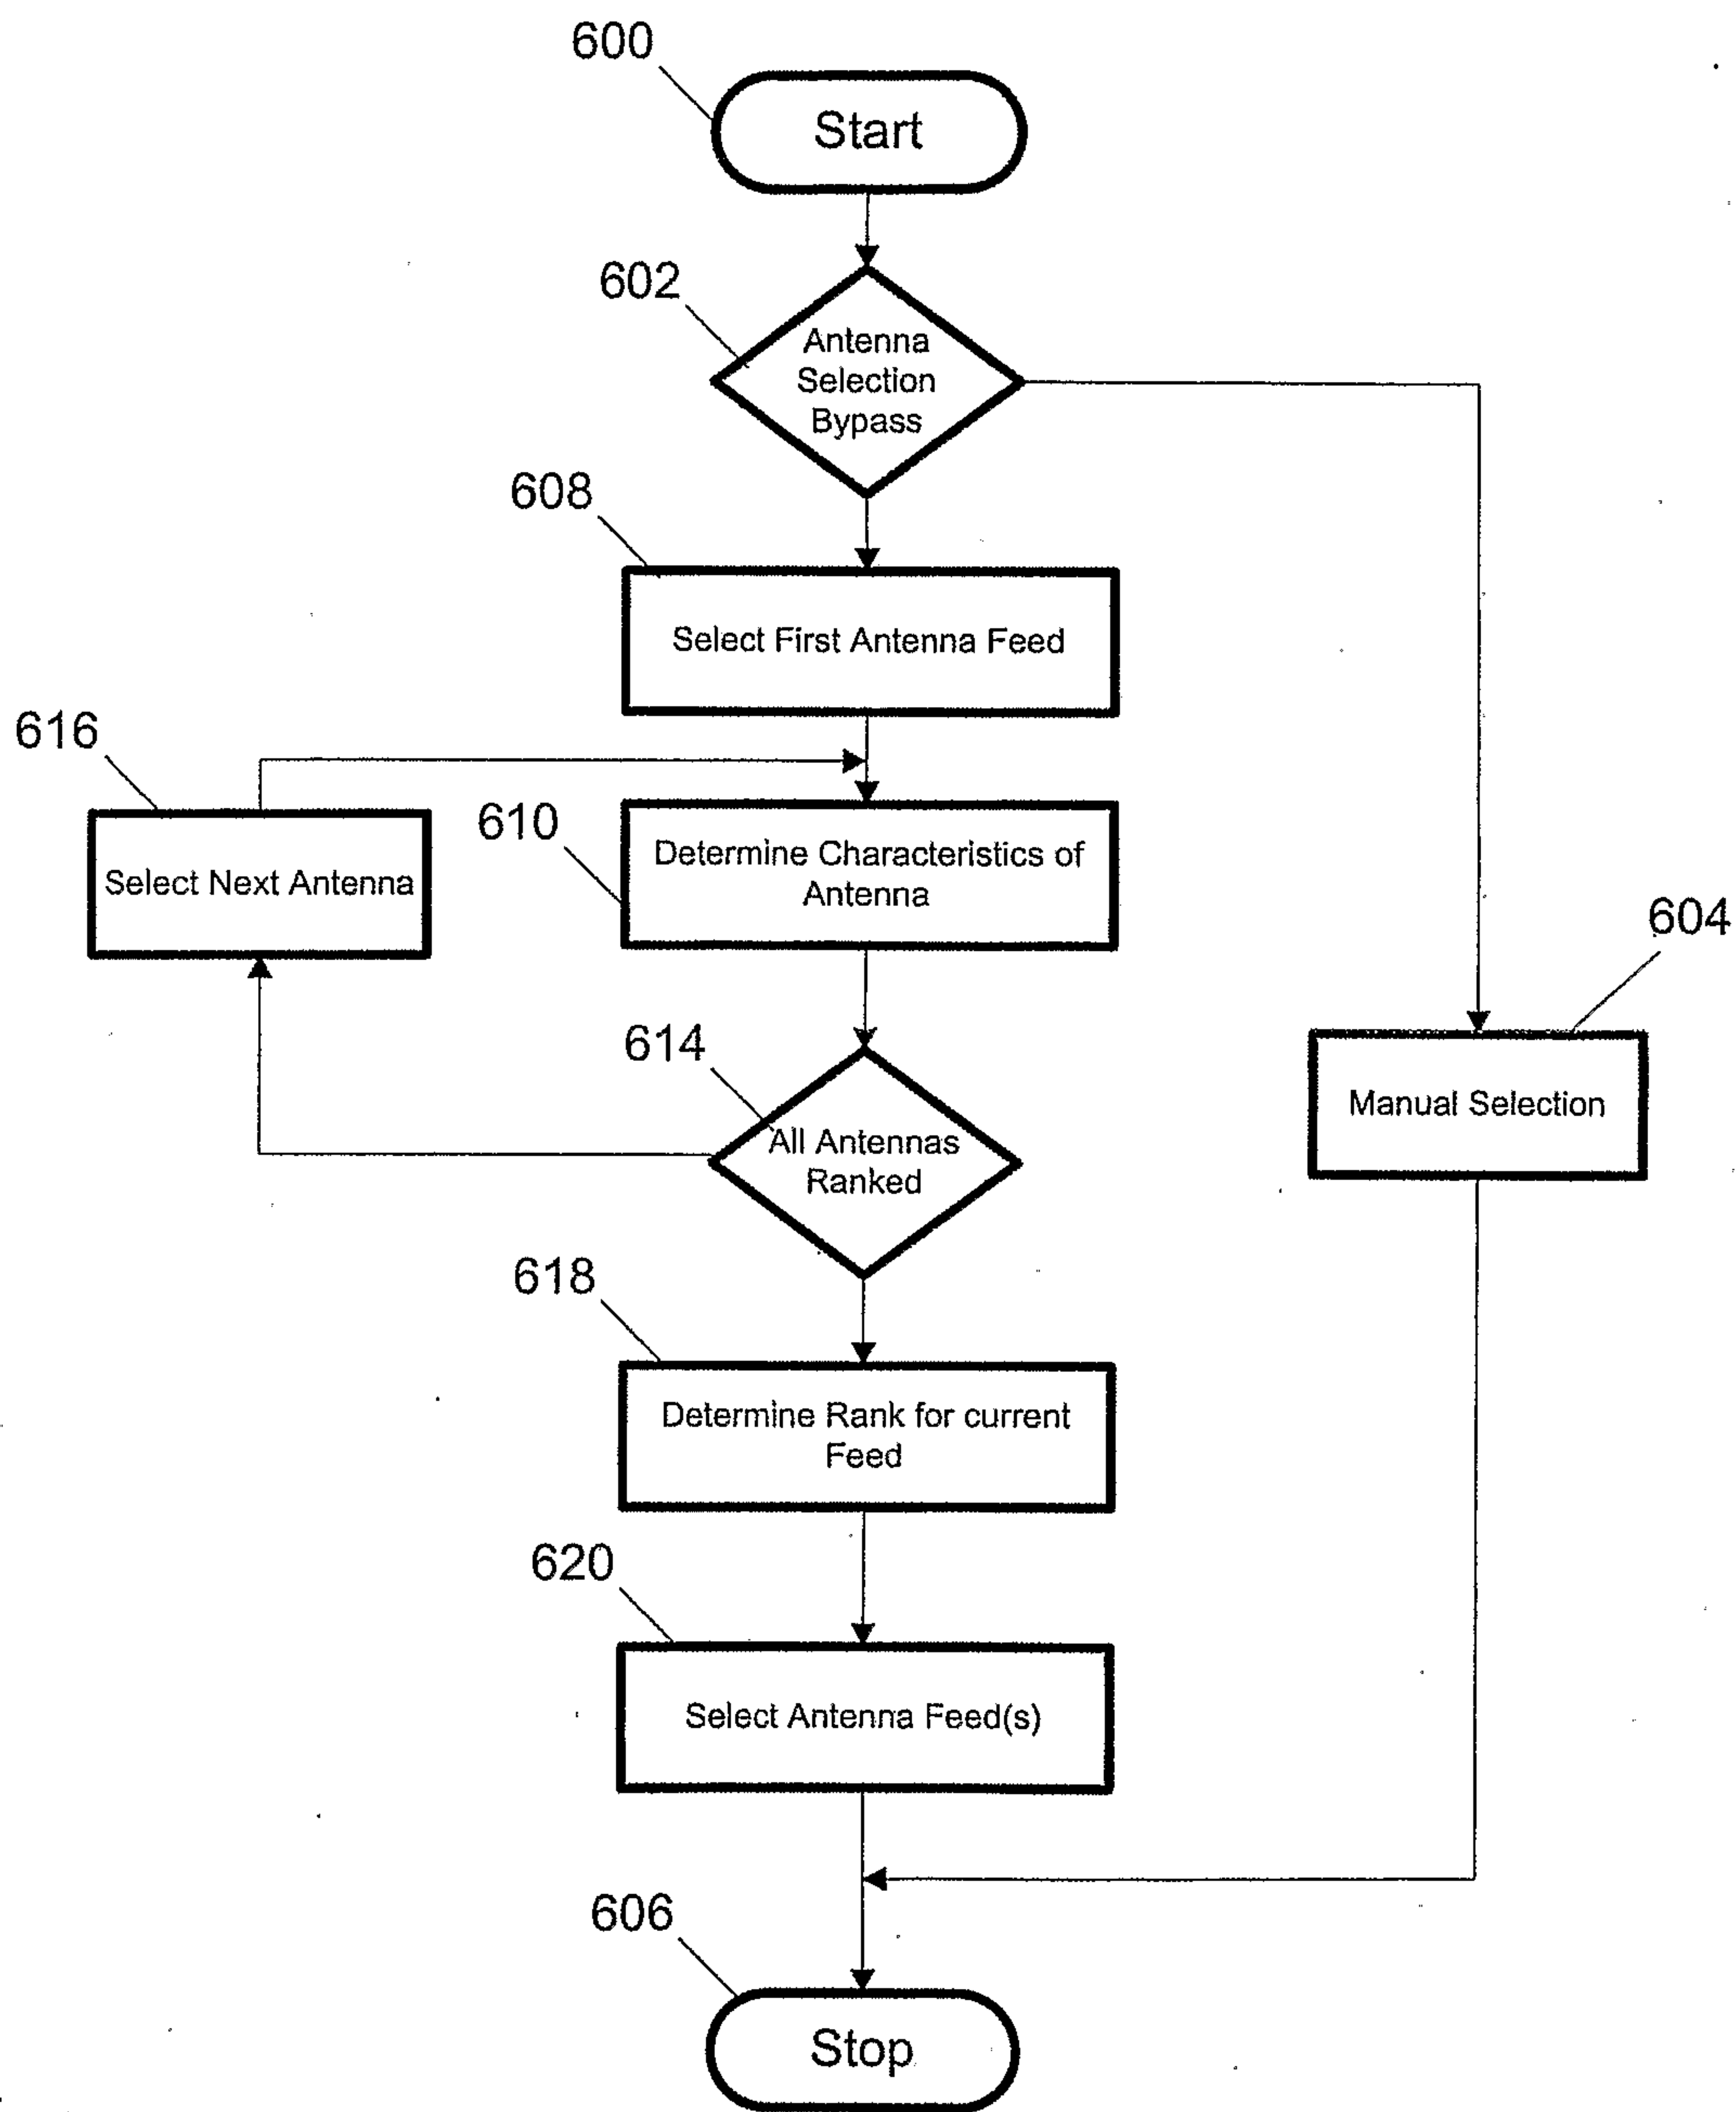 600
Start
602
Antenna
Selection
Bypass
608
Select First Antenna Feed
616
Select Next Antenna
610
Determine Characteristics of
Antenna
604
Manual Selection
614
All Antennas
Ranked
618
Determine Rank for current
Feed
620
Select Antenna Feed(s)
606
Stop